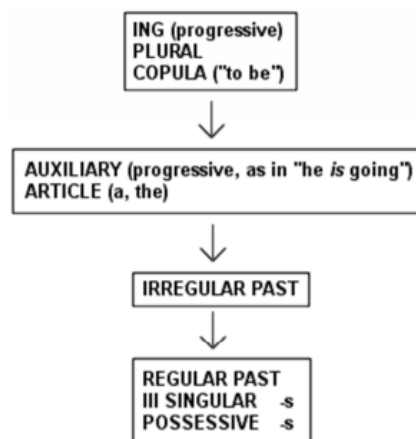 ING (progressive)
PLURAL
COPULA ("to be")
AUXILIARY (progressive, as in "he is going")
ARTICLE (a, the)
IRREGULAR PAST
REGULAR PAST
III SINGULAR -s
POSSESSIVE -s